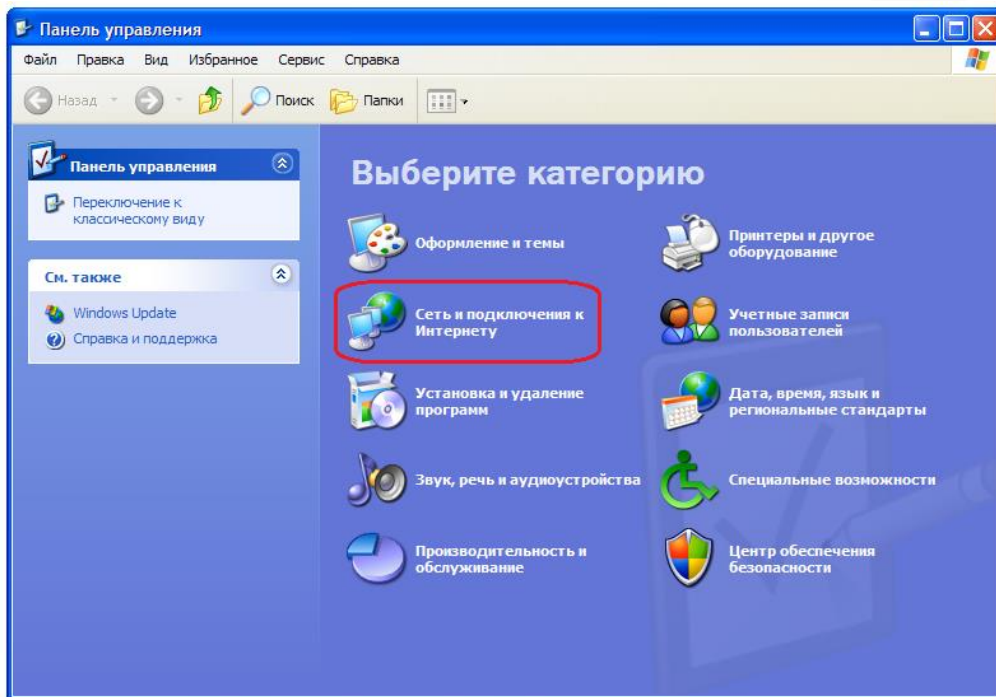 Панель управления
Файл Правка Вид Избранное Сервис Справка
Назад Поиск Папки
Панель управления
Переключение к
классическому виду
См. также
Windows Update
Справка и поддержка
Выберите категорию
Оформление и темы
Принтеры и другое
оборудование
Сеть и подключения к
Интернету
Учетные записи
пользователей
Установка и удаление
программ
Дата, время, язык и
региональные стандарты
Звук, речь и аудиоустройства
Специальные возможности
Производительность и
обслуживание
Центр обеспечения
безопасности